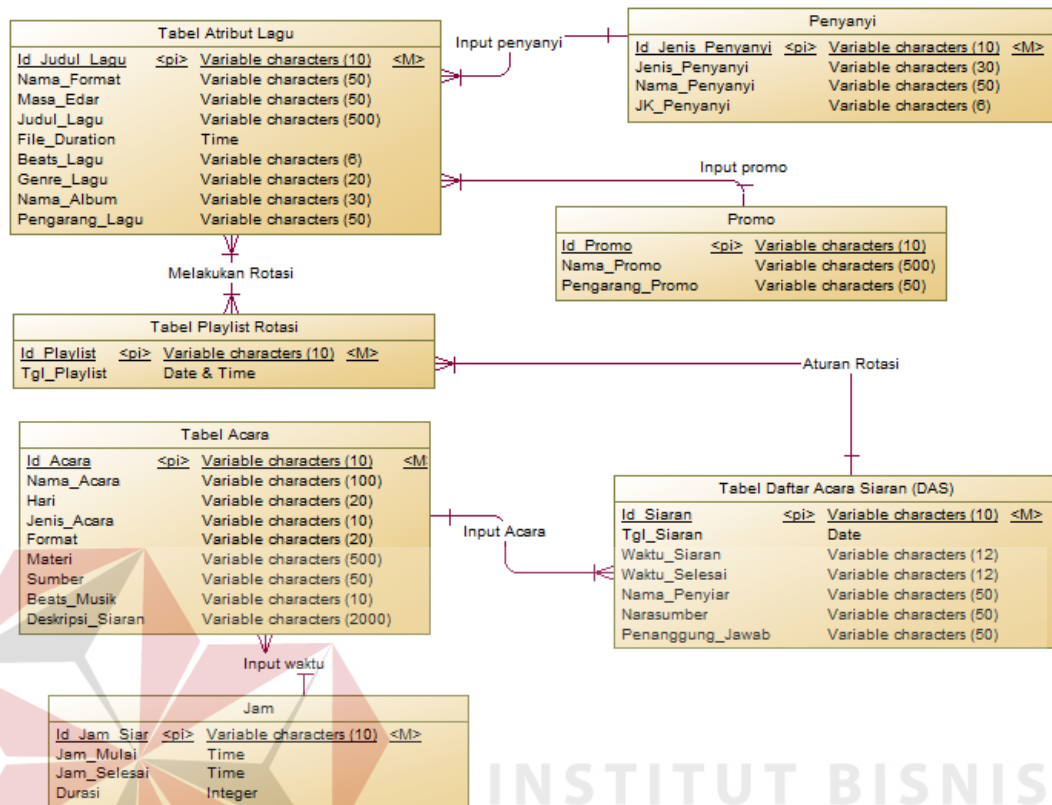 Tabel Atribut Lagu
Id_Judul_Lagu <pi> Variable characters (10) <M>
Nama_Format Variable characters (50)
Masa_Edar Variable characters (50)
Judul_Lagu Variable characters (500)
File_Duration Time
Beats_Lagu Variable characters (6)
Genre_Lagu Variable characters (20)
Nama_Album Variable characters (30)
Pengarang_Lagu Variable characters (50)
Input penyanyi
Penyanyi
Id_Jenis_Penyanyi <pi> Variable characters (10) <M>
Jenis_Penyanyi Variable characters (30)
Nama_Penyanyi Variable characters (50)
JK_Penyanyi Variable characters (6)
Input promo
Promo
Id_Promo <pi> Variable characters (10)
Nama_Promo Variable characters (500)
Pengarang_Promo Variable characters (50)
Melakukan Rotasi
Tabel Playlist Rotasi
Id_Playlist <pi> Variable characters (10) <M>
Tgl_Playlist Date & Time
Aturan Rotasi
Tabel Acara
Id_Acara <pi> Variable characters (10) <M
Nama_Acara Variable characters (100)
Hari Variable characters (20)
Jenis_Acara Variable characters (10)
Format Variable characters (20)
Materi Variable characters (500)
Sumber Variable characters (50)
Beats_Musik Variable characters (10)
Deskripsi_Siaran Variable characters (2000)
Input Acara
Tabel Daftar Acara Siaran (DAS)
Id_Siaran <pi> Variable characters (10) <M>
Tgl_Siaran Date
Waktu_Siaran Variable characters (12)
Waktu_Selesai Variable characters (12)
Nama_Penyiar Variable characters (50)
Narasumber Variable characters (50)
Penanggung_Jawab Variable characters (50)
Input waktu
Jam
Id_Jam_Siar <pi> Variable characters (10) <M>
Jam_Mulai Time
Jam_Selesai Time
Durasi Integer
INSTITUT BISNIS